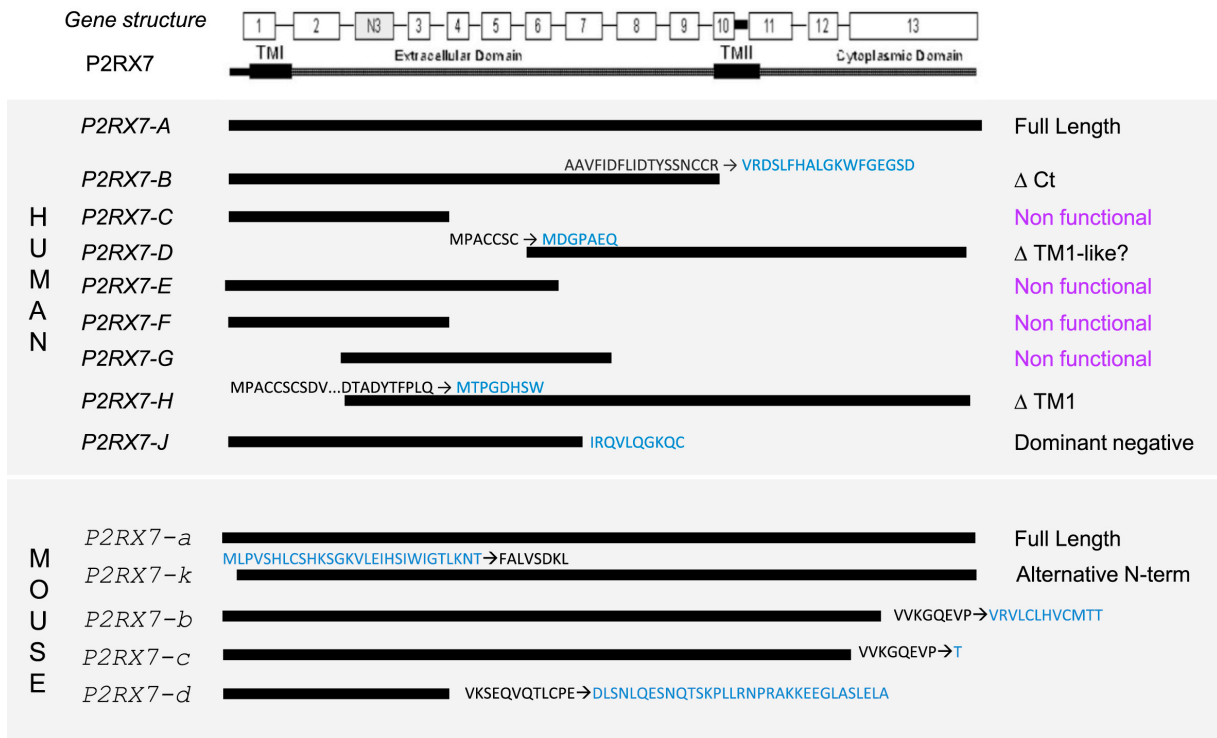 Gene structure 1 2 N3 3 4 5 6 7 8 9 10 11 12 13
TMI Extracellular Domain TMII Cytoplasmic Domain
P2RX7
HUMAN
P2RX7-A Full Length
AAVFIDFLIDTYSSNCCR → VRDSLFHALGKWFGEGSD
P2RX7-B Δ Ct
P2RX7-C Non functional
MPACCSC → MDGPAEQ
P2RX7-D Δ TM1-like?
P2RX7-E Non functional
P2RX7-F Non functional
P2RX7-G Non functional
MPACCSCSDV...DTADYTFPLQ → MTPGDHSW
P2RX7-H Δ TM1
P2RX7-J IRQVLQGKQC Dominant negative
MOUSE
P2RX7-a Full Length
MLPVSHLCSHKSGKVLEIHSIWIGTLKNT→FALVSDKL
P2RX7-k Alternative N-term
P2RX7-b VVKGQEVP→VRVLCLHVCMTT
P2RX7-c VVKGQEVP→T
P2RX7-d VKSEQVQTLCPE→DLSNLQESNQTSKPLLRNPRAKKEEGLASLELA